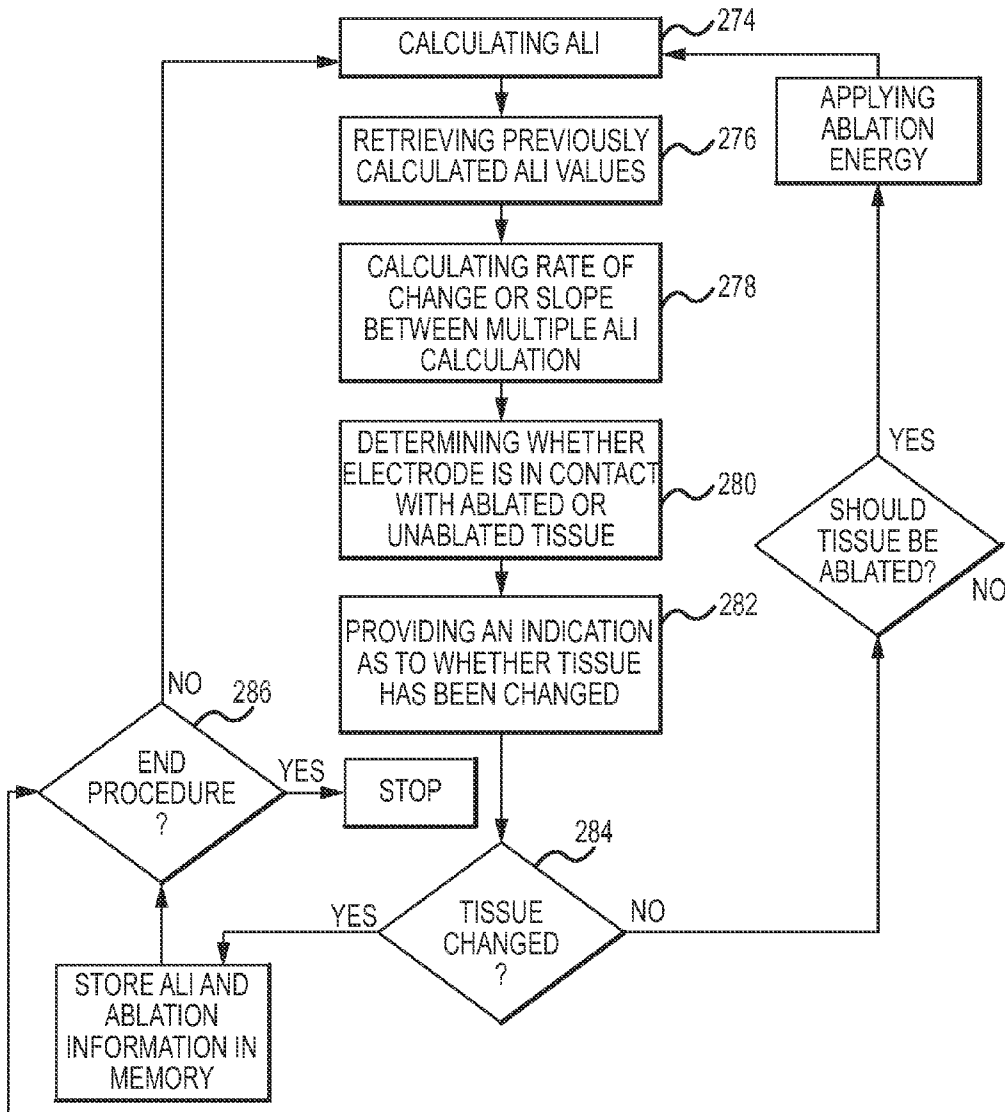 CALCULATING ALI
274
RETRIEVING PREVIOUSLY
CALCULATED ALI VALUES
276
CALCULATING RATE OF
CHANGE OR SLOPE
BETWEEN MULTIPLE ALI
CALCULATION
278
DETERMINING WHETHER
ELECTRODE IS IN CONTACT
WITH ABLATED OR
UNABLATED TISSUE
280
PROVIDING AN INDICATION
AS TO WHETHER TISSUE
HAS BEEN CHANGED
282
APPLYING
ABLATION
ENERGY
YES
SHOULD
TISSUE BE
ABLATED?
NO
NO
286
END
PROCEDURE
?
YES
STOP
284
YES
TISSUE
CHANGED
?
NO
STORE ALI AND
ABLATION
INFORMATION IN
MEMORY